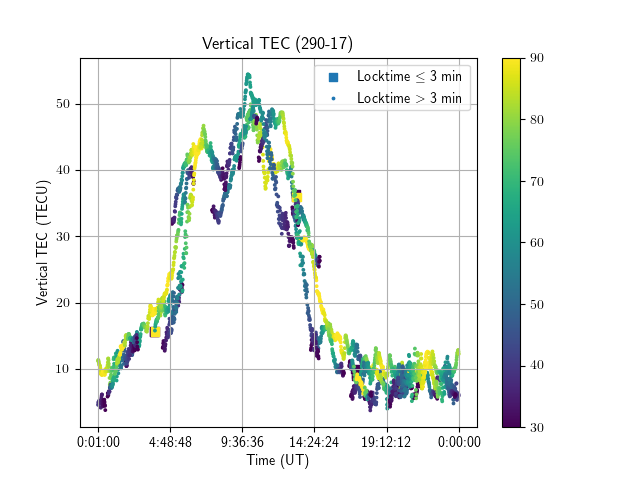 Vertical TEC (290-17)
Locktime ≤ 3 min
Locktime > 3 min
Vertical TEC (TECU)
50
40
30
20
10
0:01:00 4:48:48 9:36:36 14:24:24 19:12:12 0:00:00
Time (UT)
90
80
70
60
50
40
30